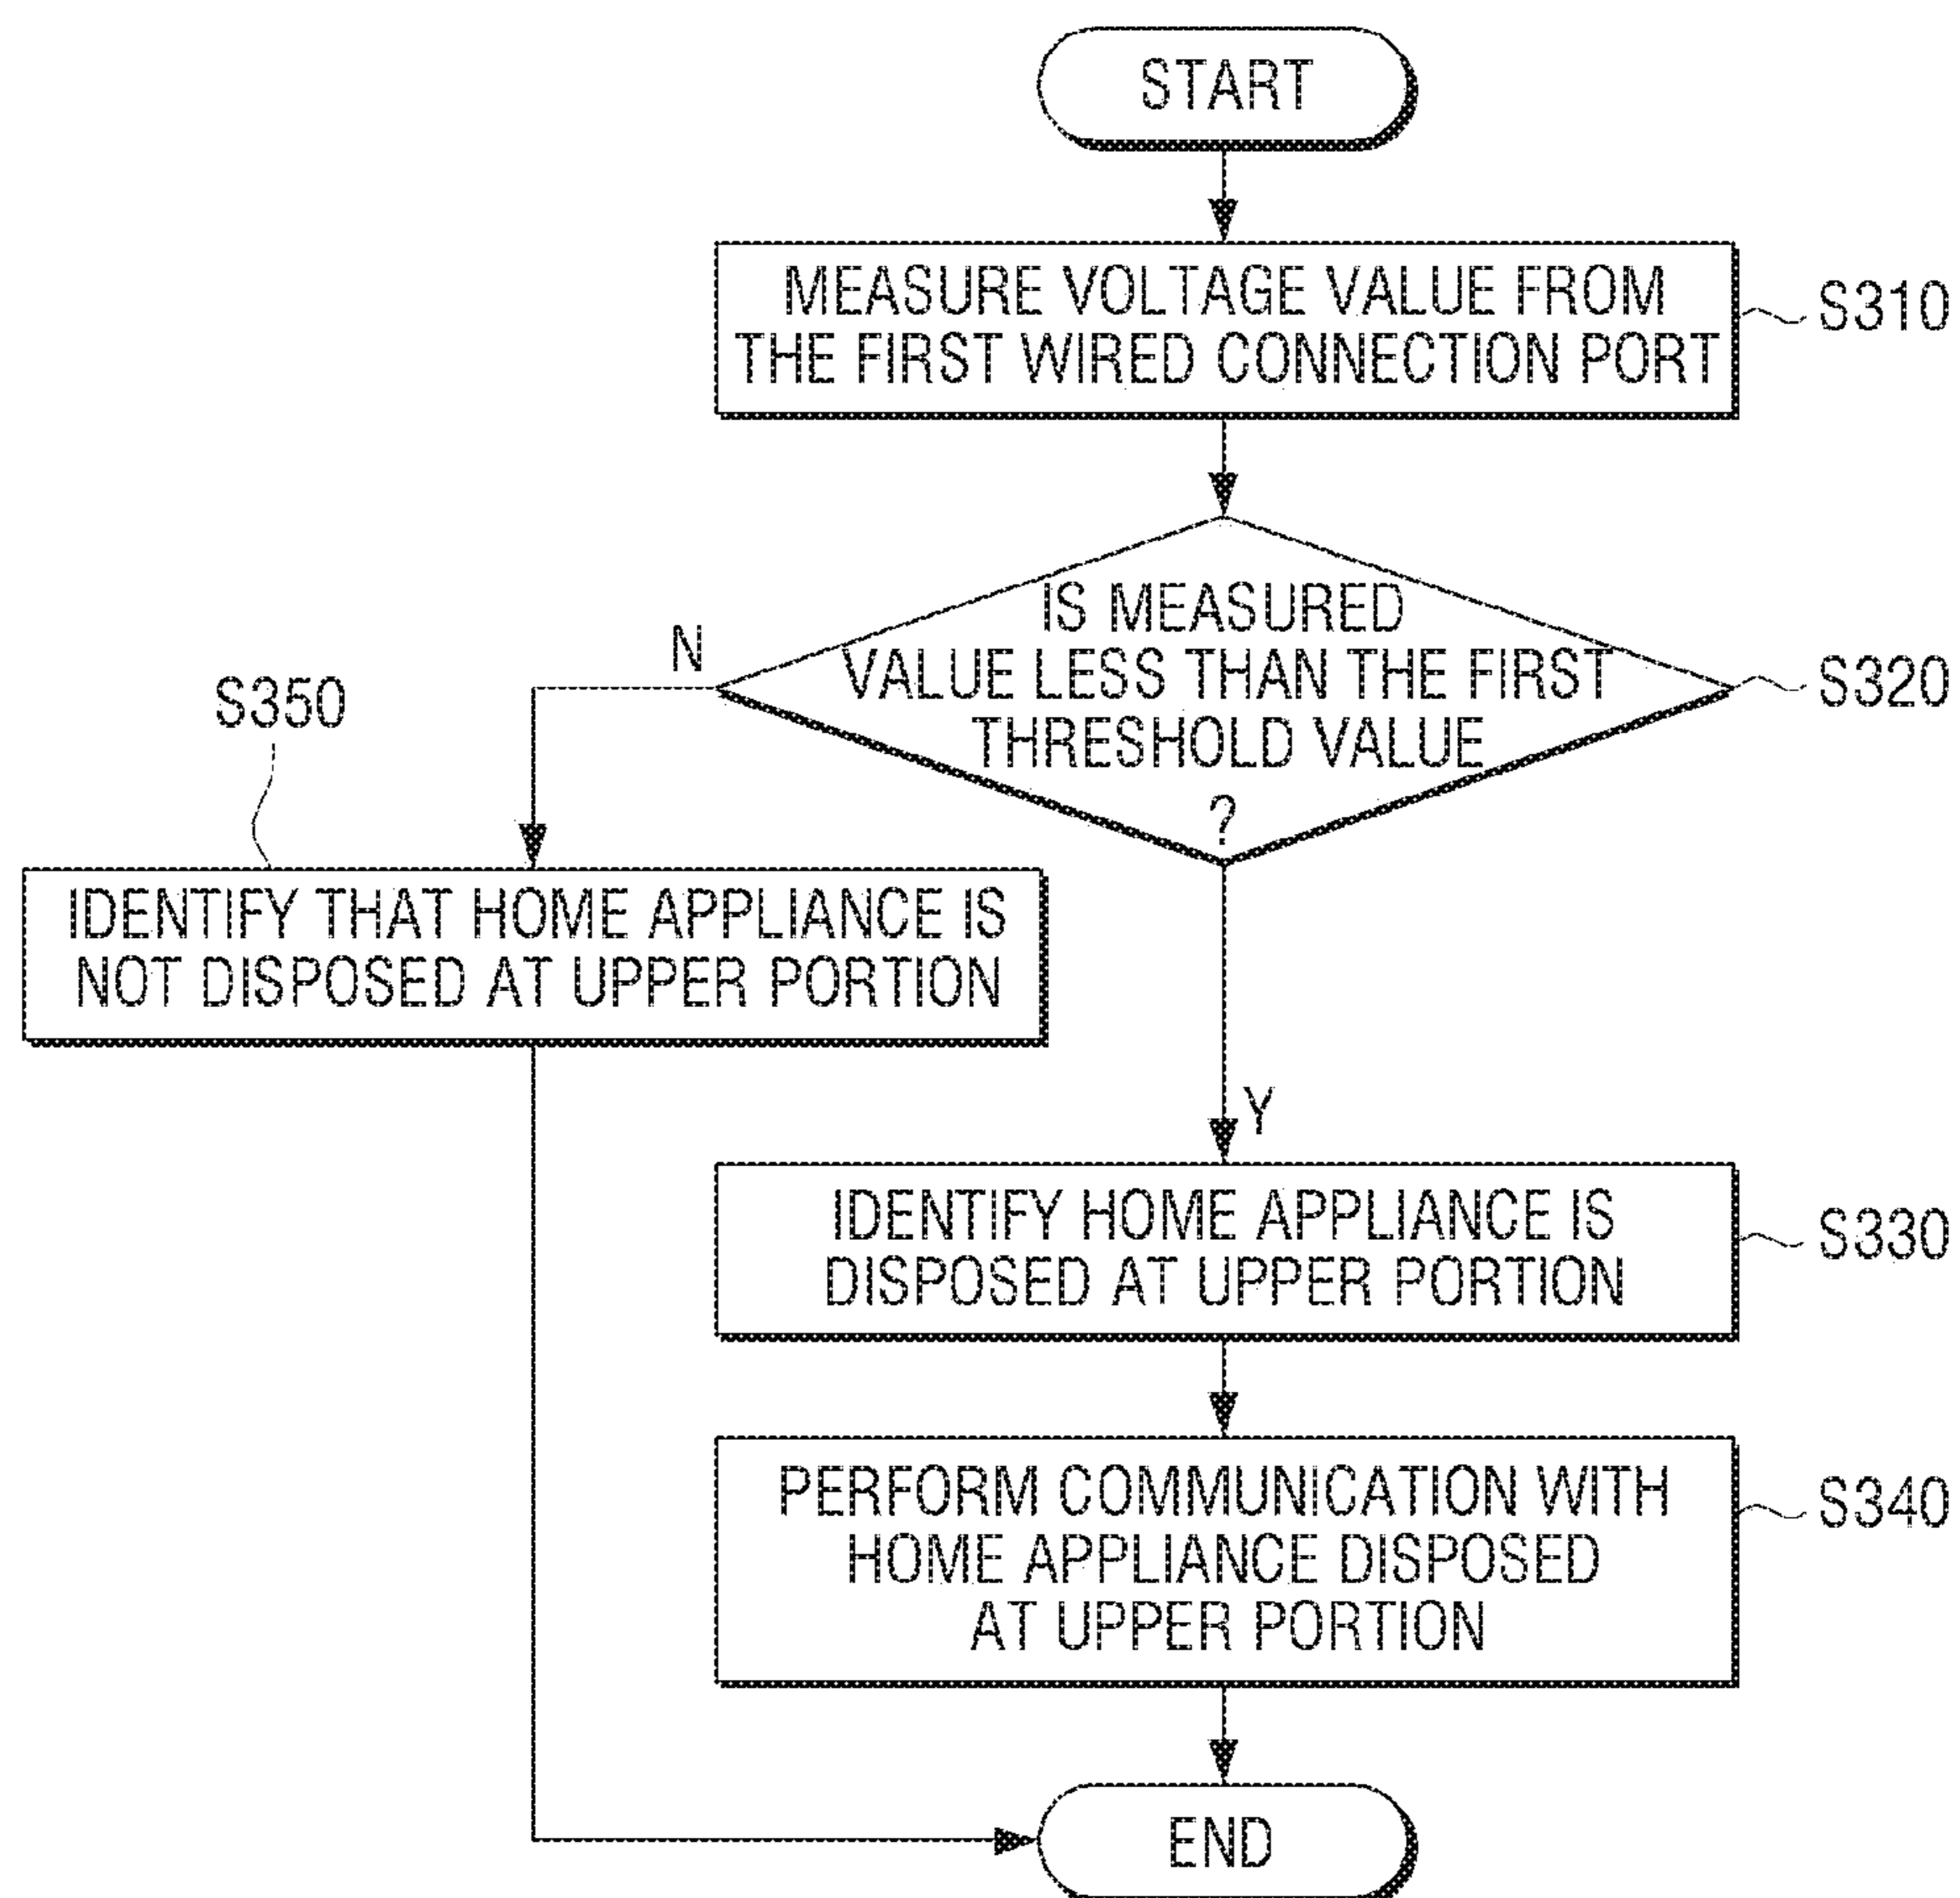 START
MEASURE VOLTAGE VALUE FROM
THE FIRST WIRED CONNECTION PORT
S310
IS MEASURED
VALUE LESS THAN THE FIRST
THRESHOLD VALUE
?
S320
N
S350
IDENTIFY THAT HOME APPLIANCE IS
NOT DISPOSED AT UPPER PORTION
Y
IDENTIFY HOME APPLIANCE IS
DISPOSED AT UPPER PORTION
S330
PERFORM COMMUNICATION WITH
HOME APPLIANCE DISPOSED
AT UPPER PORTION
S340
END